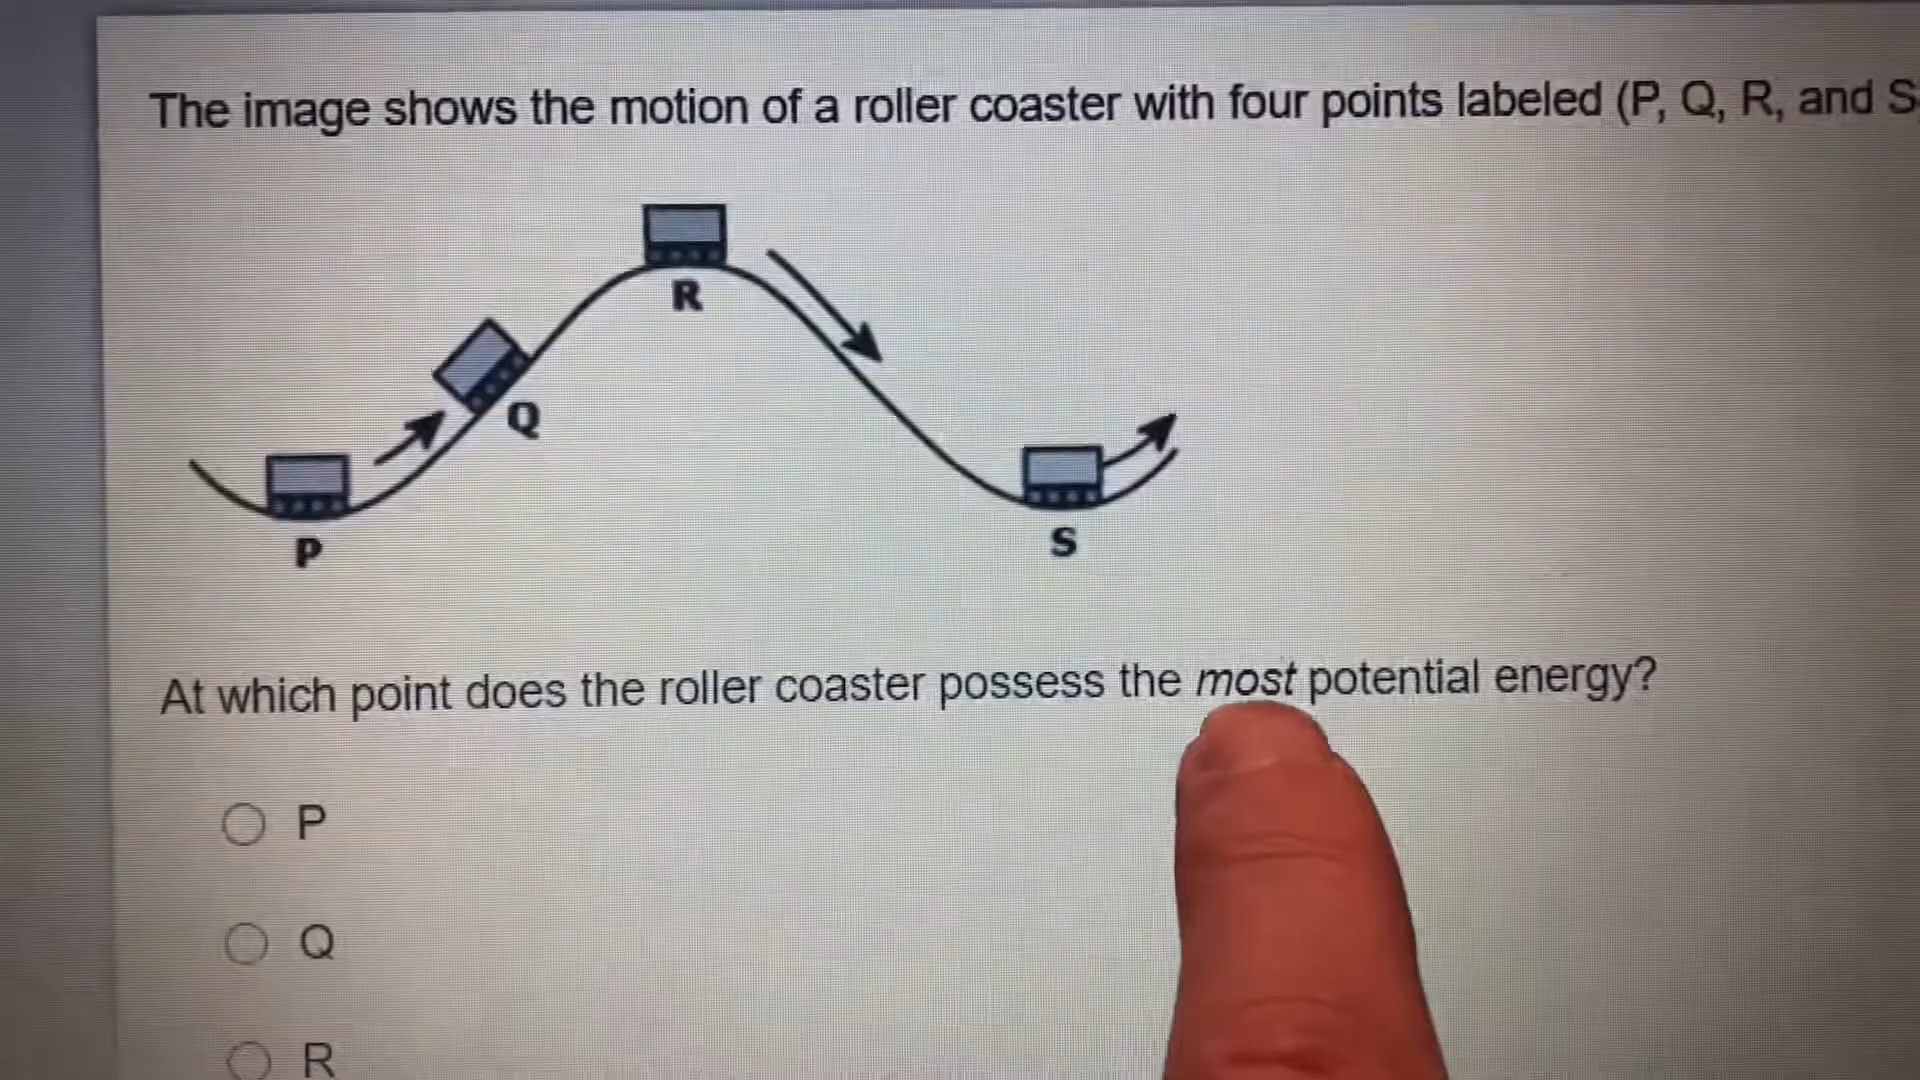 The image shows the motion of a roller coaster with four points labeled (P, Q, R, and S
R
Q
P
S
At which point does the roller coaster possess the most potential energy?
P
Q
R